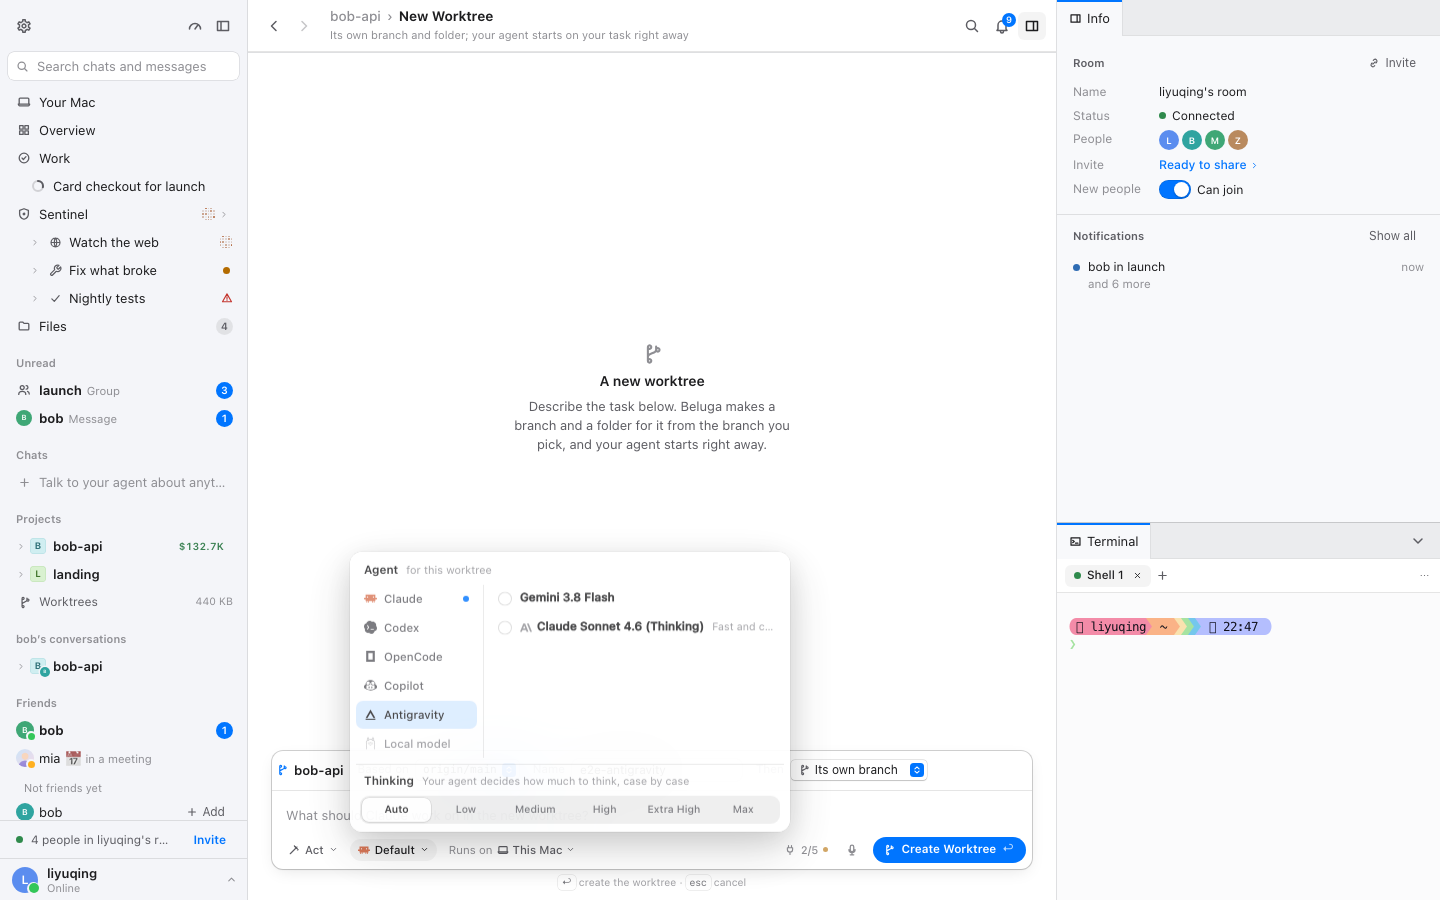 Search chats and messages
Your Mac
Overview
Work
Card checkout for launch
Sentinel
Watch the web
Fix what broke
Nightly tests
Files 4
Unread
launch Group 3
B bob Message 1
Chats
Talk to your agent about anyt...
Projects
B bob-api $132.7K
L landing
Worktrees 440 KB
bob's conversations
B bob-api
Friends
B bob 1
mia in a meeting
Not friends yet
B bob + Add
4 people in liyuqing's r... Invite
L liyuqing
Online
bob-api › New Worktree
Its own branch and folder; your agent starts on your task right away
9
A new worktree
Describe the task below. Beluga makes a
branch and a folder for it from the branch you
pick, and your agent starts right away.
Agent for this worktree
Claude
Codex
OpenCode
Copilot
Antigravity
Local model
Gemini 3.8 Flash
Claude Sonnet 4.6 (Thinking) Fast and c...
bob-api
Its own branch
Thinking Your agent decides how much to think, case by case
Auto Low Medium High Extra High Max
What shou
Act Default Runs on This Mac 2/5 Create Worktree
create the worktree · esc cancel
Info
Room Invite
Name liyuqing's room
Status Connected
People L B M Z
Invite Ready to share ›
New people Can join
Notifications Show all
bob in launch now
and 6 more
Terminal
Shell 1 × +
liyuqing ~ 22:47
❯